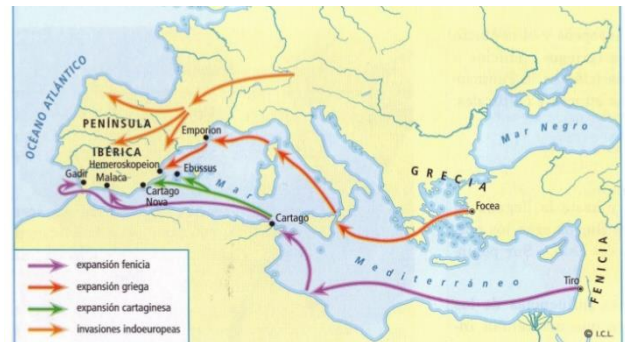 OCÉANO ATLÁNTICO
PENÍNSULA
IBÉRICA
Emporion
Hemeroskopeion
Ebussus
Gadir
Malaca
Cartago
Nova
Cartago
Mar
Mediterráneo
GRECIA
Focea
Mar Negro
Tiro
FENICIA
expansión fenicia
expansión griega
expansión cartaginesa
invasiones indoeuropeas
© I.C.L.